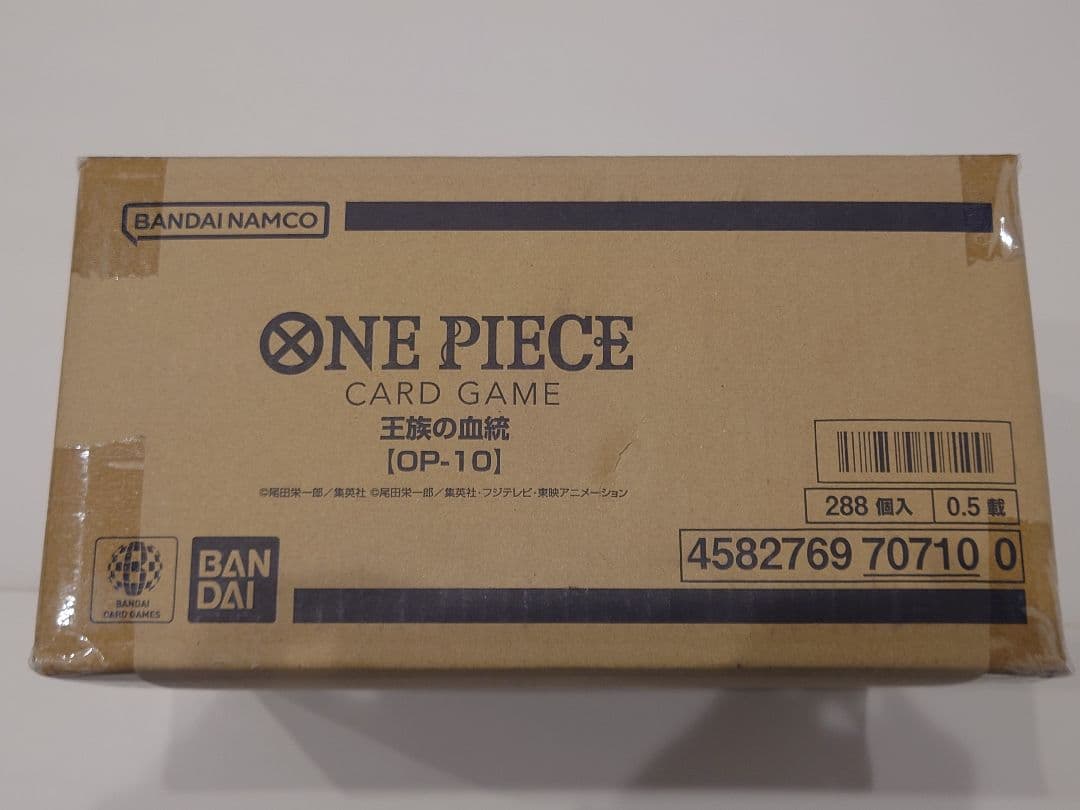 BANDAI NAMCO
ONE PIECE
CARD GAME
王族の血統
【OP-10】
©尾田栄一郎／集英社 ©尾田栄一郎／集英社・フジテレビ・東映アニメーション
288 個入
0.5 載
4582769 70710 0
BANDAI
CARD GAMES
BAN
DAI